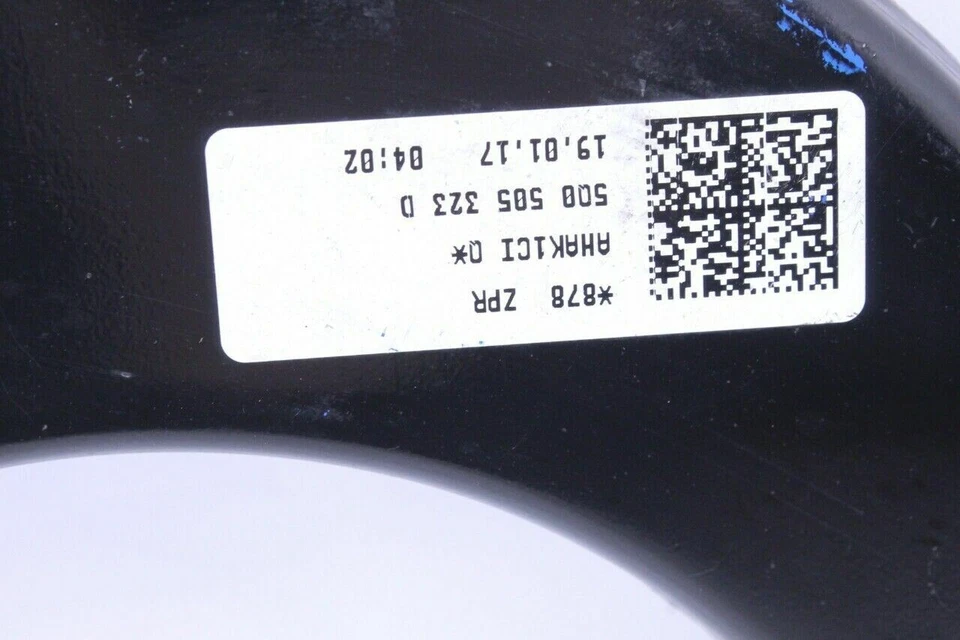 *878 ZPR
AHAK1CI Q*
5Q0 505 323 D
19.01.17 04:02